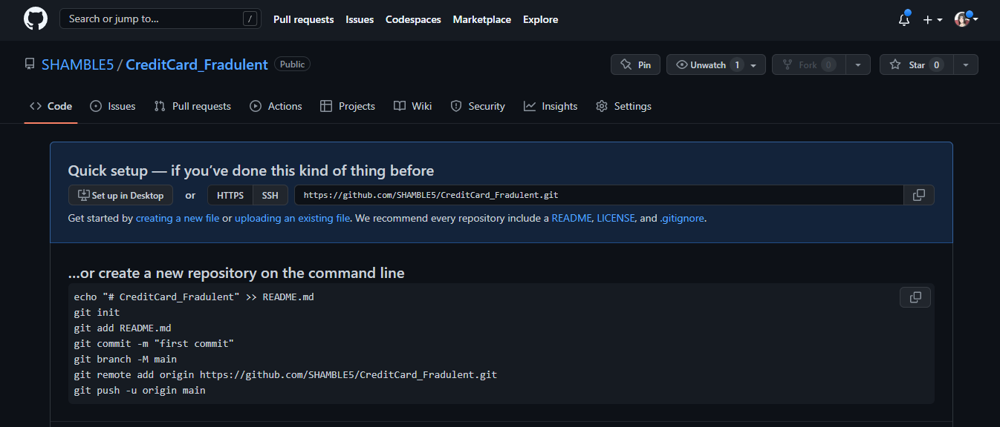 Search or jump to... / Pull requests Issues Codespaces Marketplace Explore
SHAMBLE5 / CreditCard_Fradulent Public Pin Unwatch 1 Fork 0 Star 0
Code Issues Pull requests Actions Projects Wiki Security Insights Settings
Quick setup — if you’ve done this kind of thing before
Set up in Desktop or HTTPS SSH https://github.com/SHAMBLE5/CreditCard_Fradulent.git
Get started by creating a new file or uploading an existing file. We recommend every repository include a README, LICENSE, and .gitignore.
…or create a new repository on the command line
echo "# CreditCard_Fradulent" >> README.md
git init
git add README.md
git commit -m "first commit"
git branch -M main
git remote add origin https://github.com/SHAMBLE5/CreditCard_Fradulent.git
git push -u origin main